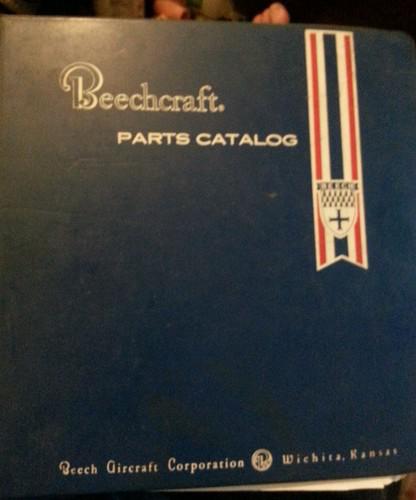 Beechcraft.
PARTS CATALOG
BEECH
Beech Aircraft Corporation Wichita, Kansas